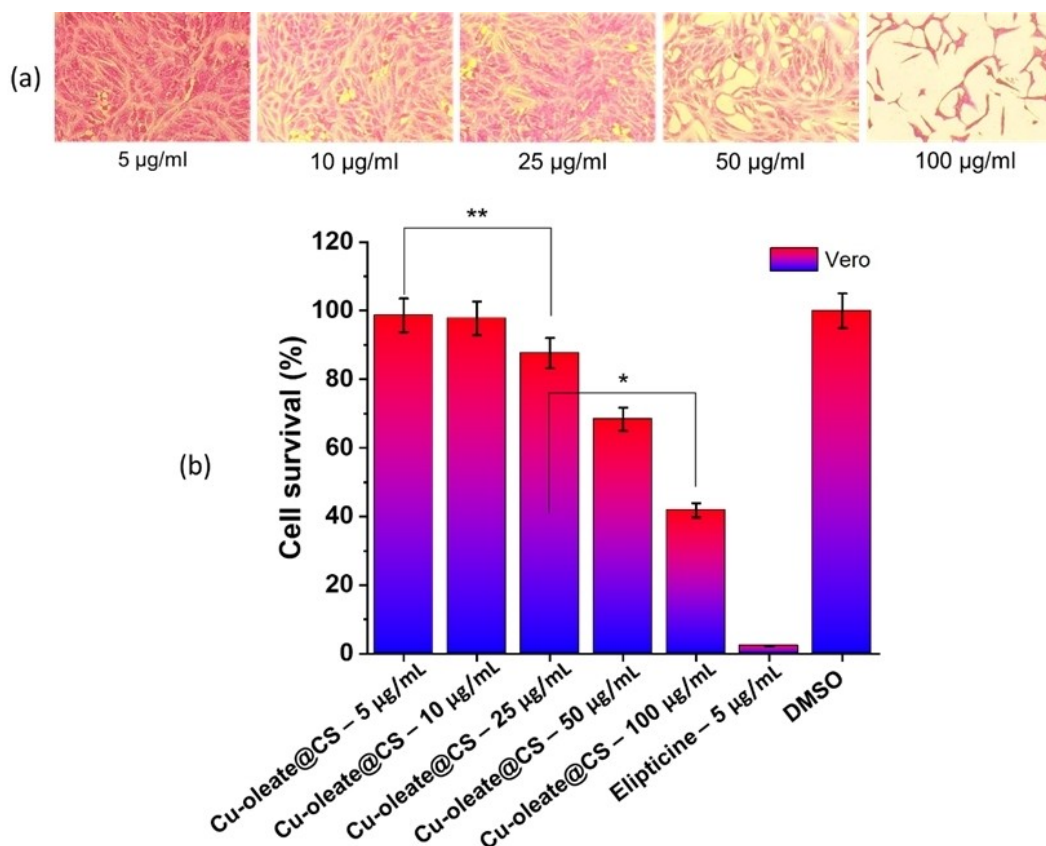 (a)
5 μg/ml
10 μg/ml
25 μg/ml
50 μg/ml
100 μg/ml
(b)
**
*
Vero
Cell survival (%)
120
100
80
60
40
20
0
Cu-oleate@CS – 5 μg/mL
Cu-oleate@CS – 10 μg/mL
Cu-oleate@CS – 25 μg/mL
Cu-oleate@CS – 50 μg/mL
Cu-oleate@CS – 100 μg/mL
Elipticine – 5 μg/mL
DMSO